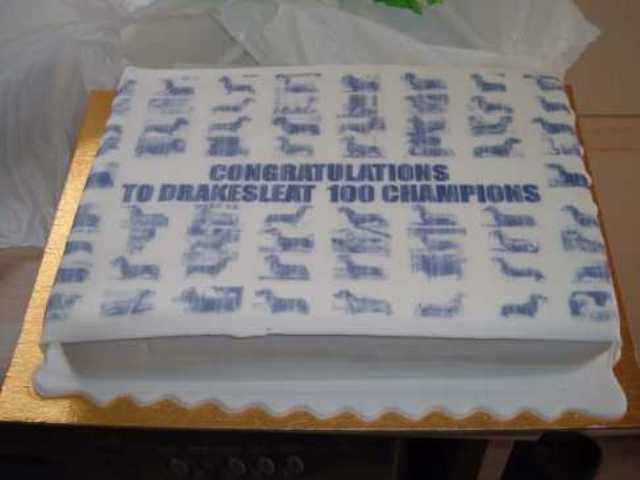 CONGRATULATIONS
TO DRAKESLEAT 100 CHAMPIONS